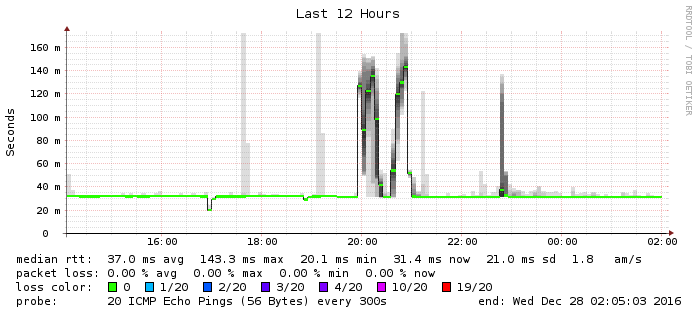 Last 12 Hours
RRDTOOL / TOBI OETIKER
Seconds
160 m
140 m
120 m
100 m
80 m
60 m
40 m
20 m
0
16:00 18:00 20:00 22:00 00:00 02:00
median rtt: 37.0 ms avg 143.3 ms max 20.1 ms min 31.4 ms now 21.0 ms sd 1.8 am/s
packet loss: 0.00 % avg 0.00 % max 0.00 % min 0.00 % now
loss color: 0 1/20 2/20 3/20 4/20 10/20 19/20
probe: 20 ICMP Echo Pings (56 Bytes) every 300s end: Wed Dec 28 02:05:03 2016